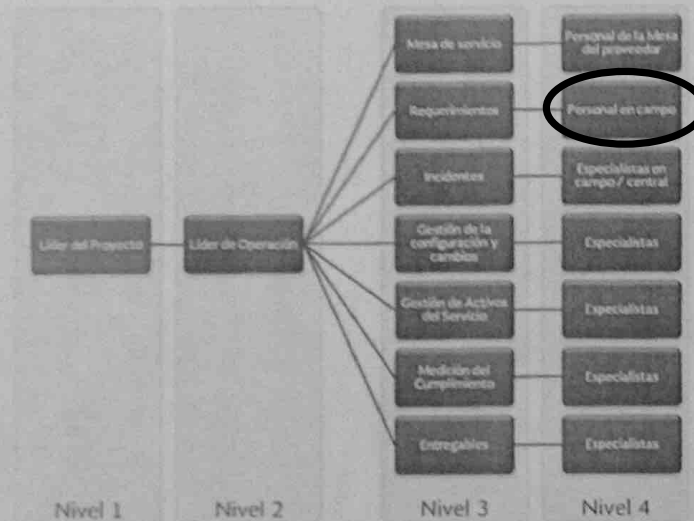 Mesa de servicio
Personal de la Mesa
del proveedor
Requerimientos
Personal en campo
Incidentes
Especialistas en
campo / central
Líder del Proyecto
Líder de Operación
Gestión de la
configuración y
cambios
Especialistas
Gestión de Activos
del Servicio
Especialistas
Medición del
Cumplimiento
Especialistas
Entregables
Especialistas
Nivel 1
Nivel 2
Nivel 3
Nivel 4